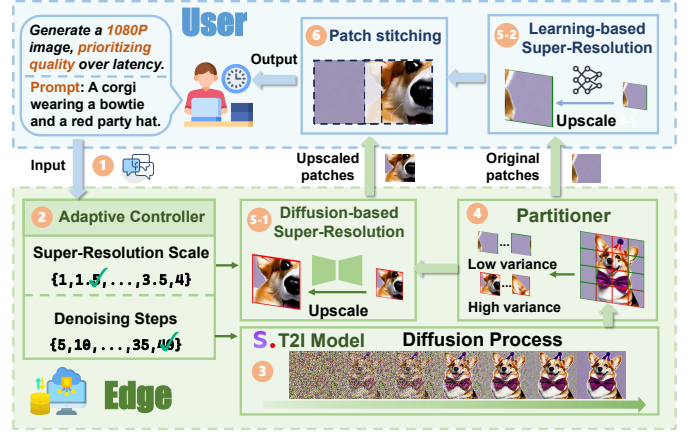 Generate a 1080P
image, prioritizing
quality over latency.
Prompt: A corgi
wearing a bowtie
and a red party hat.
User
Output
6 Patch stitching
5-2 Learning-based
Super-Resolution
Upscale
Input
1
Upscaled
patches
Original
patches
2 Adaptive Controller
Super-Resolution Scale
{1,1.5,...,3.5,4}
Denoising Steps
{5,10,...,35,40}
5-1 Diffusion-based
Super-Resolution
Upscale
4 Partitioner
...
Low variance
...
High variance
S. T2I Model Diffusion Process
3
Edge